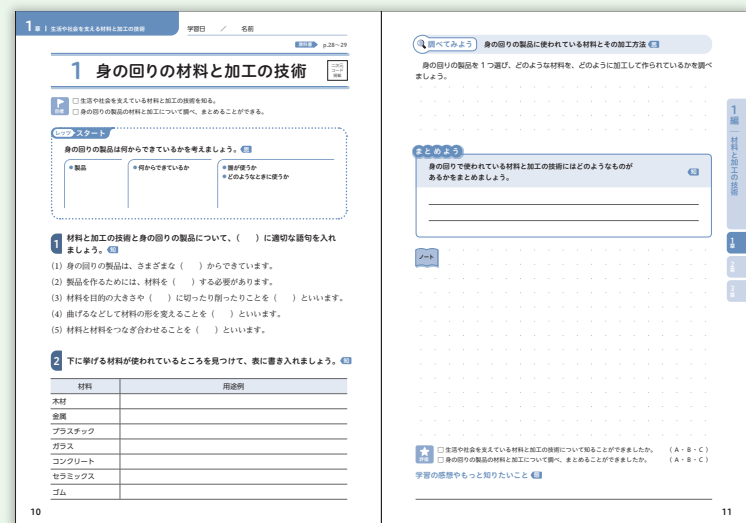 1章 | 生活や社会を支える材料と加工の技術
学習日　／　名前
教科書 p.28〜29
1 身の回りの材料と加工の技術
二次元
コード
掲載
目標
□ 生活や社会を支えている材料と加工の技術を知る。
□ 身の回りの製品の材料と加工について調べ、まとめることができる。
レッツ スタート
身の回りの製品は何からできているかを考えましょう。思
●製品
●何からできているか
●誰が使うか
●どのようなときに使うか
1 材料と加工の技術と身の回りの製品について、（　）に適切な語句を入れ
ましょう。知
(1) 身の回りの製品は、さまざまな（　）からできています。
(2) 製品を作るためには、材料を（　）する必要があります。
(3) 材料を目的の大きさや（　）に切ったり削ったりことを（　）といいます。
(4) 曲げるなどして材料の形を変えることを（　）といいます。
(5) 材料と材料をつなぎ合わせることを（　）といいます。
2 下に挙げる材料が使われているところを見つけて、表に書き入れましょう。知
材料　用途例
木材
金属
プラスチック
ガラス
コンクリート
セラミックス
ゴム
10
調べてみよう 身の回りの製品に使われている材料とその加工方法 思
身の回りの製品を1つ選び、どのような材料を、どのように加工して作られているかを調べ
ましょう。
まとめよう
身の回りで使われている材料と加工の技術にはどのようなものが
あるかをまとめましょう。
知
ノート
評価
□ 生活や社会を支えている材料と加工の技術について知ることができましたか。　（A・B・C）
□ 身の回りの製品の材料と加工について調べ、まとめることができましたか。　（A・B・C）
学習の感想やもっと知りたいこと
1編 | 材料と加工の技術
1章
2章
3章
11